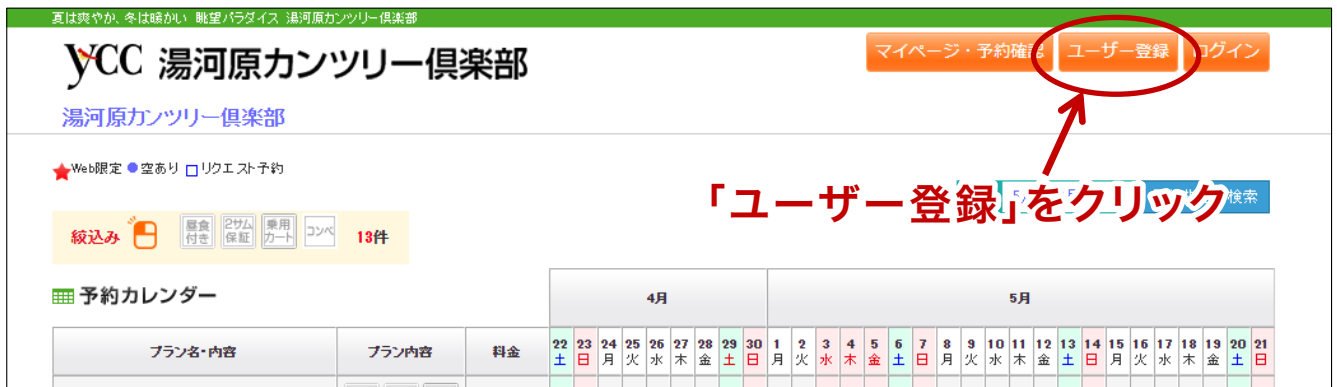 夏は爽やか、冬は暖かい 眺望パラダイス 湯河原カンツリー倶楽部
YCC 湯河原カンツリー倶楽部
マイページ・予約確認 ユーザー登録 ログイン
湯河原カンツリー倶楽部
★Web限定 ●空あり □リクエスト予約
「ユーザー登録」をクリック
検索
絞込み 昼食付き 2サム保証 乗用カート コンペ 13件
予約カレンダー 4月 5月
プラン名・内容 プラン内容 料金 22 23 24 25 26 27 28 29 30 1 2 3 4 5 6 7 8 9 10 11 12 13 14 15 16 17 18 19 20 21
土 日 月 火 水 木 金 土 日 月 火 水 木 金 土 日 月 火 水 木 金 土 日 月 火 水 木 金 土 日